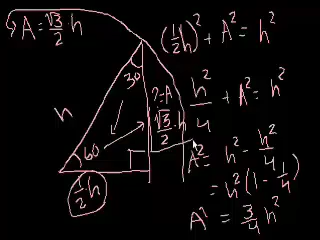 A = √3/2 · h
(1/2 h)² + A² = h²
30
? = A
h²/4 + A² = h²
h
√3/2 · h
60
A² = h² - h²/4
= h² (1 - 1/4)
1/2 h
A² = 3/4 h²